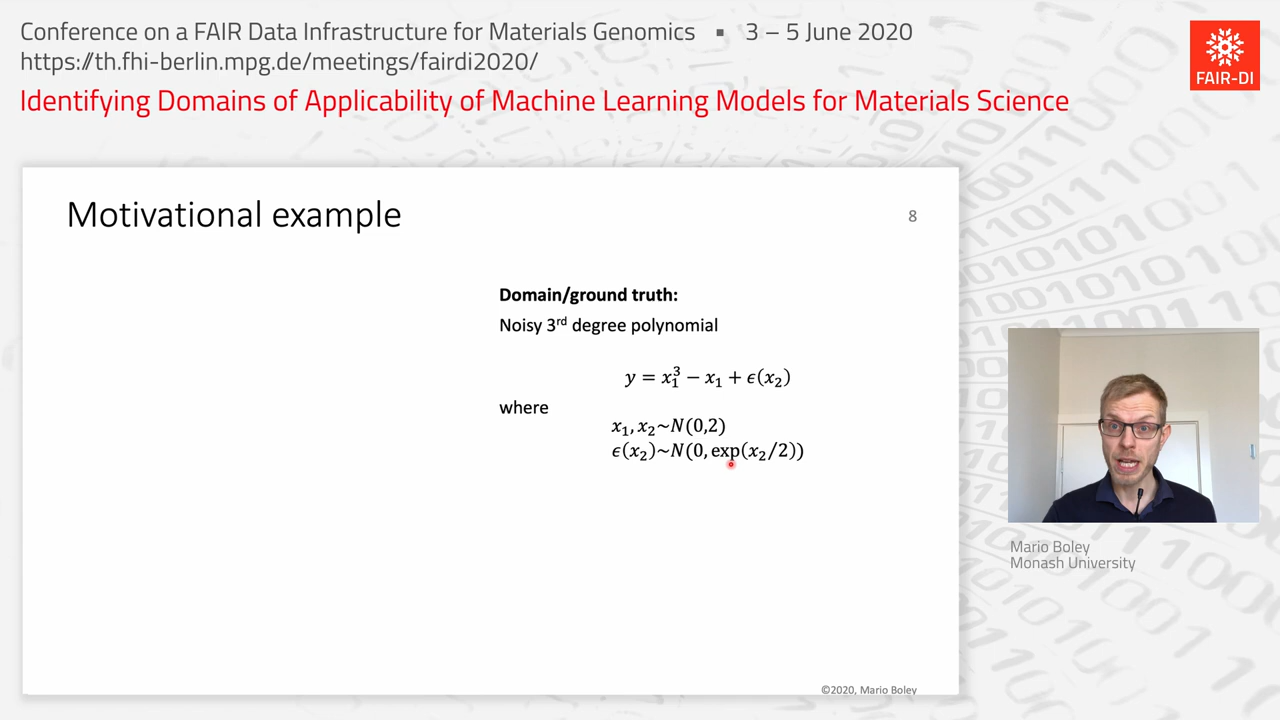 Conference on a FAIR Data Infrastructure for Materials Genomics ▪ 3 – 5 June 2020
https://th.fhi-berlin.mpg.de/meetings/fairdi2020/
Identifying Domains of Applicability of Machine Learning Models for Materials Science
FAIR-DI
Motivational example
8
Domain/ground truth:
Noisy 3rd degree polynomial
y = x₁³ − x₁ + ϵ(x₂)
where
x₁, x₂~N(0,2)
ϵ(x₂)~N(0, exp(x₂/2))
©2020, Mario Boley
Mario Boley
Monash University